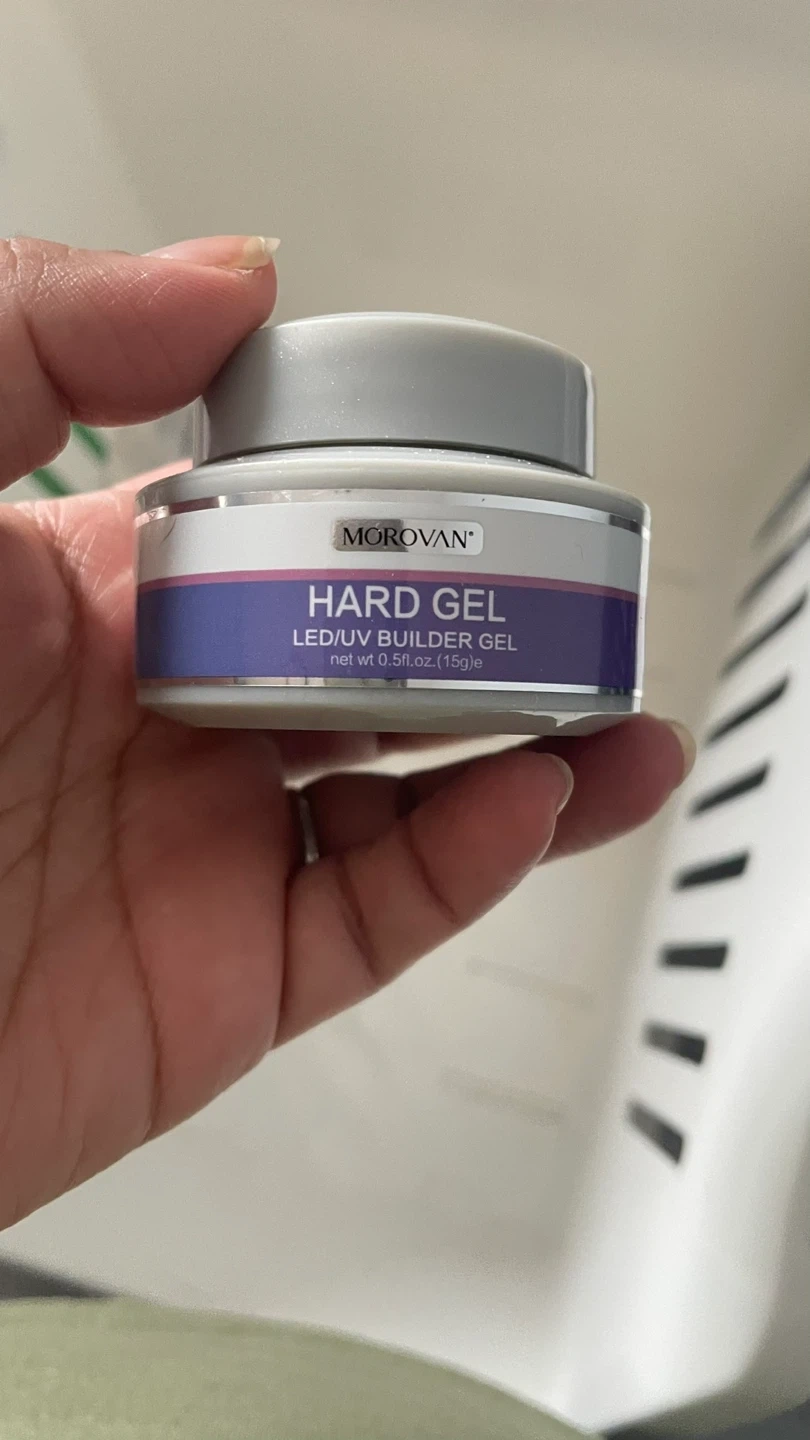 MOROVAN®
HARD GEL
LED/UV BUILDER GEL
net wt 0.5fl.oz.(15g)e